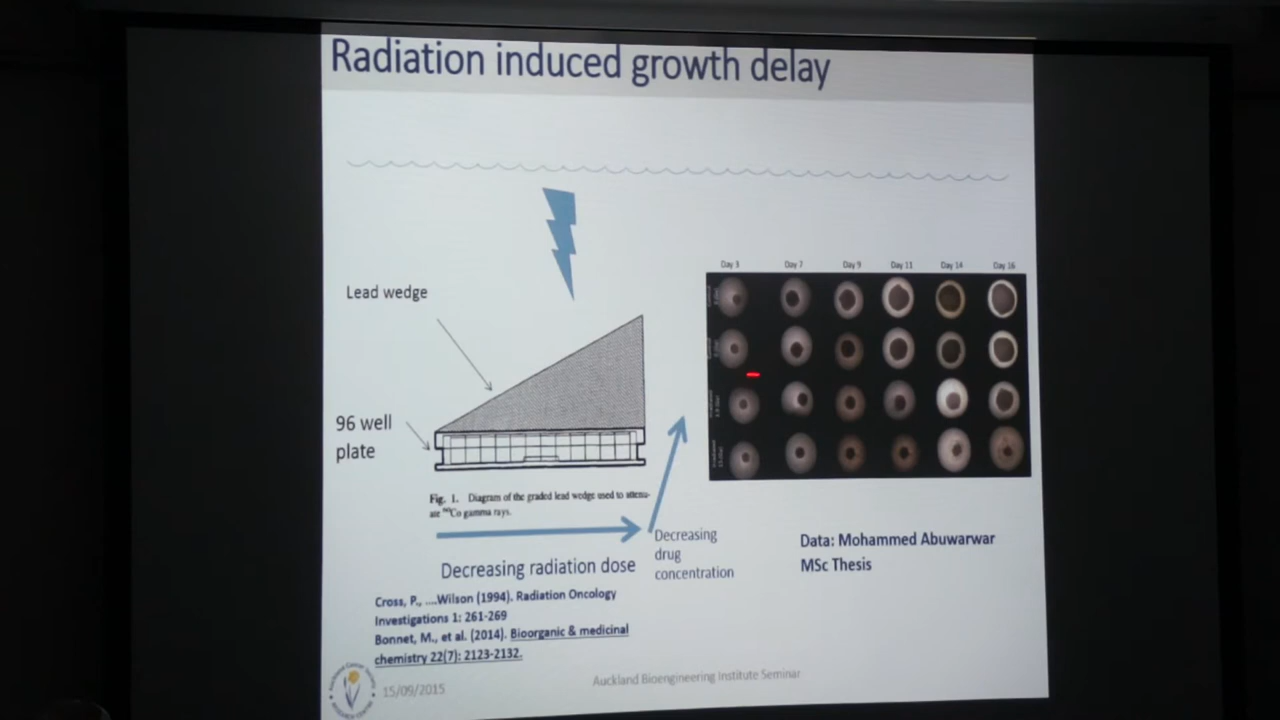 Radiation induced growth delay
Lead wedge
96 well
plate
Fig. 1. Diagram of the graded lead wedge used to attenu-
ate ⁶⁰Co gamma rays.
Decreasing radiation dose
Decreasing
drug
concentration
Day 3 Day 7 Day 9 Day 11 Day 14 Day 16
Data: Mohammed Abuwarwar
MSc Thesis
Cross, P., ....Wilson (1994). Radiation Oncology
Investigations 1: 261-269
Bonnet, M., et al. (2014). Bioorganic & medicinal
chemistry 22(7): 2123-2132.
15/09/2015
Auckland Bioengineering Institute Seminar